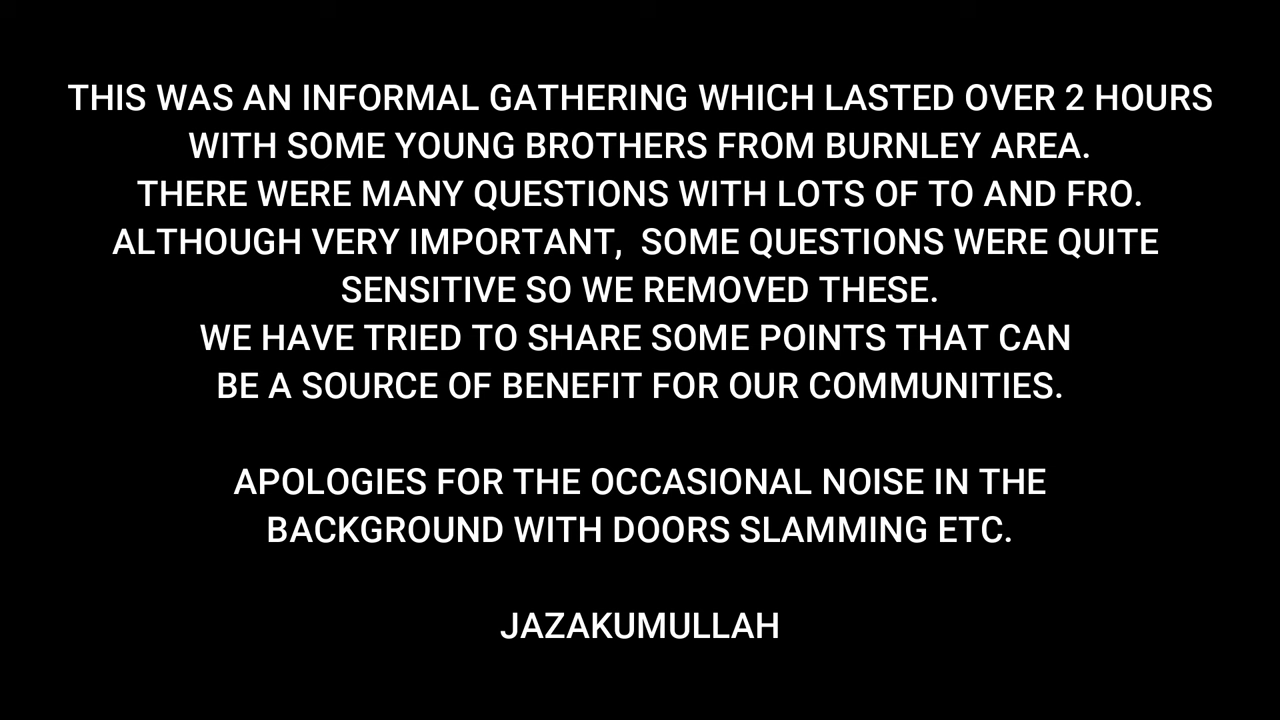 THIS WAS AN INFORMAL GATHERING WHICH LASTED OVER 2 HOURS
WITH SOME YOUNG BROTHERS FROM BURNLEY AREA.
THERE WERE MANY QUESTIONS WITH LOTS OF TO AND FRO.
ALTHOUGH VERY IMPORTANT,  SOME QUESTIONS WERE QUITE
SENSITIVE SO WE REMOVED THESE.
WE HAVE TRIED TO SHARE SOME POINTS THAT CAN
BE A SOURCE OF BENEFIT FOR OUR COMMUNITIES.
APOLOGIES FOR THE OCCASIONAL NOISE IN THE
BACKGROUND WITH DOORS SLAMMING ETC.
JAZAKUMULLAH